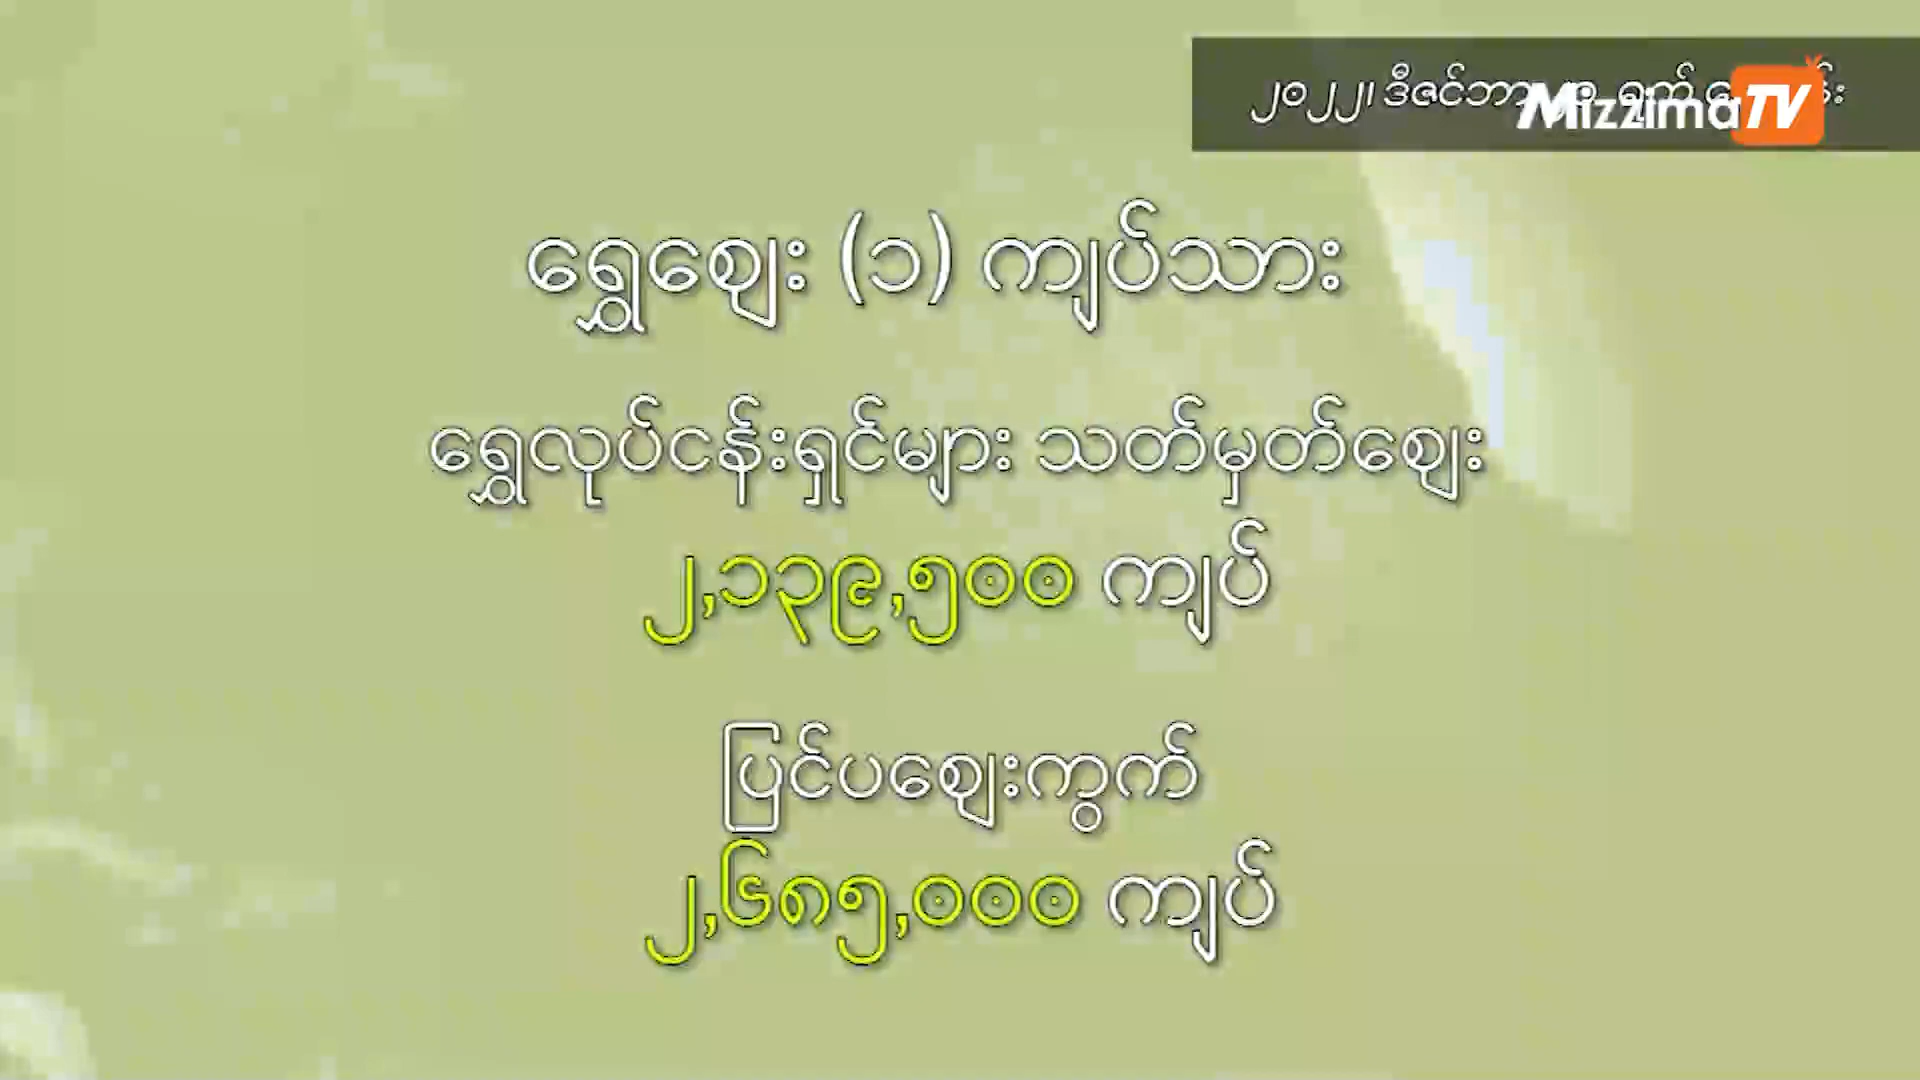 ၂၀၂၂၊ ဒီဇင်ဘာ
Mizzima TV
ရွှေဈေး (၁) ကျပ်သား
ရွှေလုပ်ငန်းရှင်များ သတ်မှတ်ဈေး
၂,၁၃၉,၅၀၀ ကျပ်
ပြင်ပဈေးကွက်
၂,၆၈၅,၀၀၀ ကျပ်